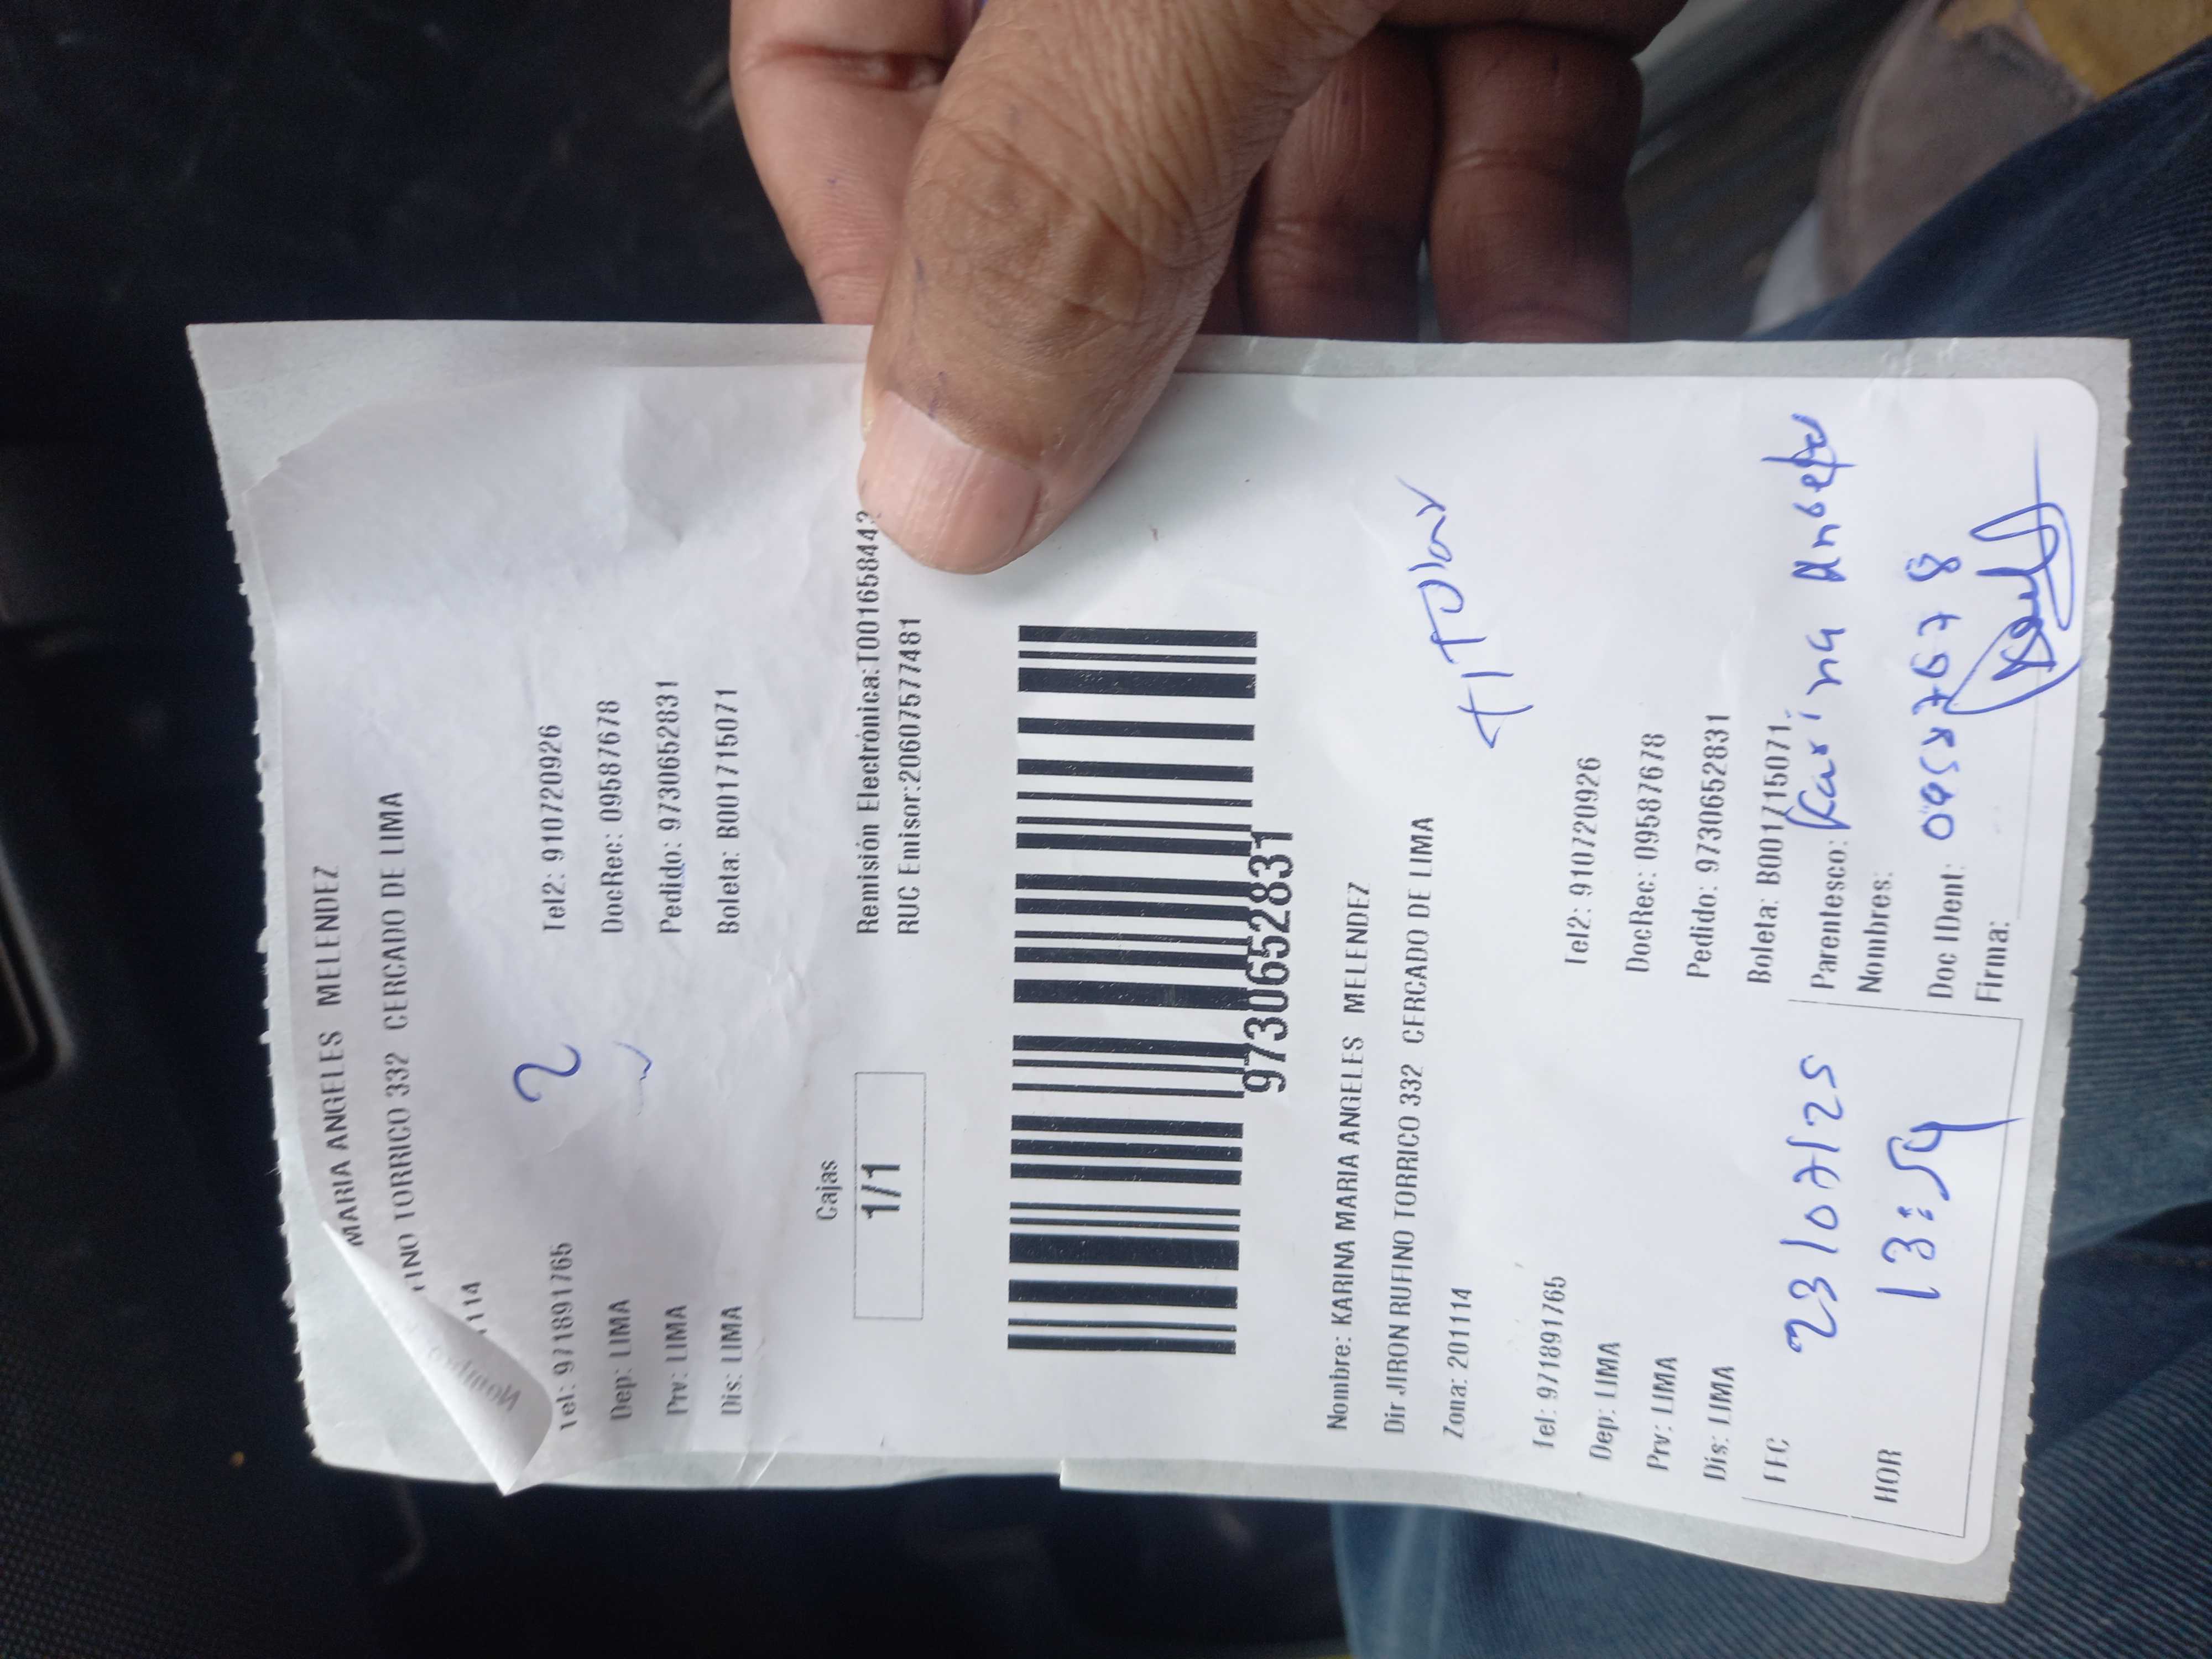 MARIA ANGELES MELENDEZ
FINO TORRICO 332 CERCADO DE LIMA
114
2
Tel: 971891765 Tel2: 910720926
Dep: LIMA DocRec: 09587678
Prv: LIMA Pedido: 9730652831
Dis: LIMA Boleta: B001715071
Cajas
1/1
Remisión Electrónica:T00165844
RUC Emisor:20607577481
9730652831
Nombre: KARINA MARIA ANGELES MELENDEZ
Dir JIRON RUFINO TORRICO 332 CERCADO DE LIMA
Zona: 201114
TITULAR
Tel: 971891765 Tel2: 910720926
Dep: LIMA DocRec: 09587678
Prv: LIMA Pedido: 9730652831
Dis: LIMA Boleta: B001715071
FEC 23/07/25
HOR 13:54
Parentesco: Karina
Nombres:
Doc IDent: 09587678
Firma: